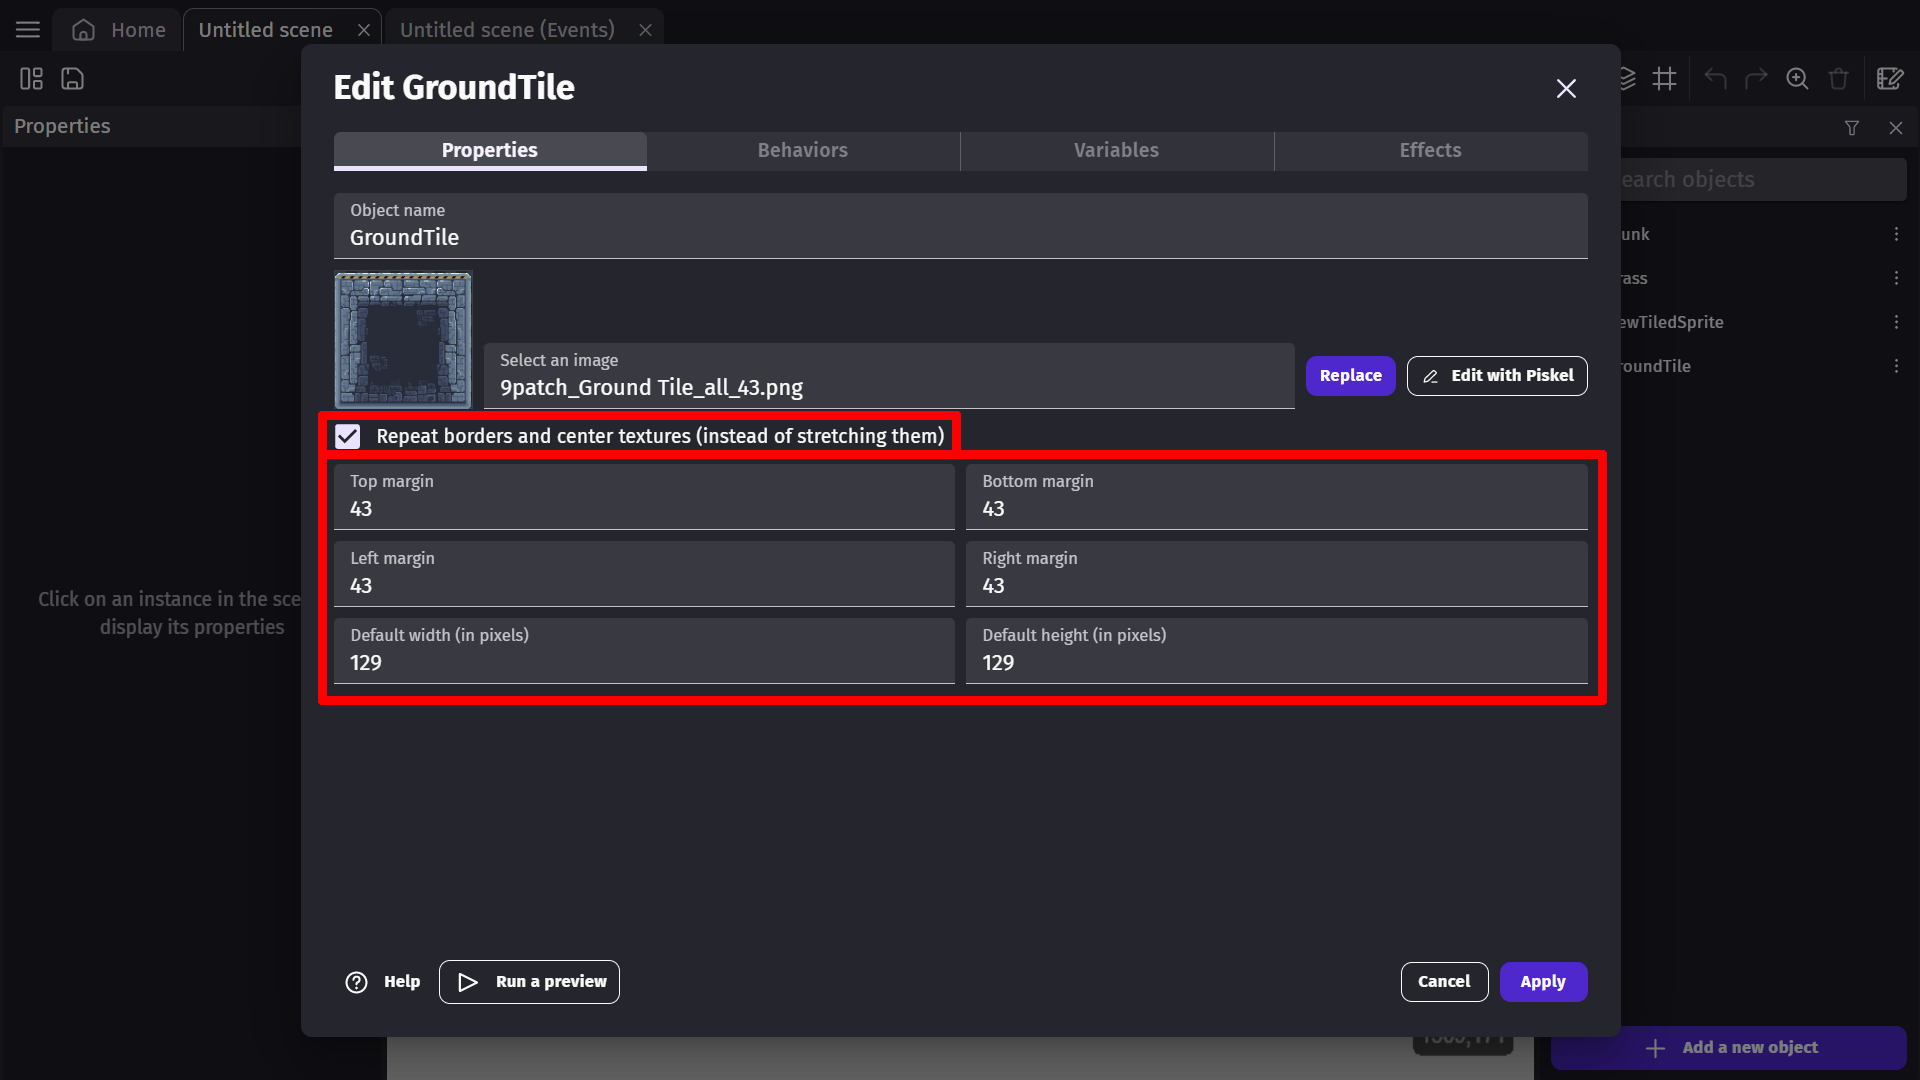 Home
Untitled scene
Untitled scene (Events)
Properties
Edit GroundTile
Properties
Behaviors
Variables
Effects
Object name
GroundTile
earch objects
unk
rass
ewTiledSprite
roundTile
Select an image
9patch_Ground Tile_all_43.png
Replace
Edit with Piskel
Repeat borders and center textures (instead of stretching them)
Top margin
43
Bottom margin
43
Left margin
43
Right margin
43
Click on an instance in the sce
display its properties
Default width (in pixels)
129
Default height (in pixels)
129
Help
Run a preview
Cancel
Apply
Add a new object